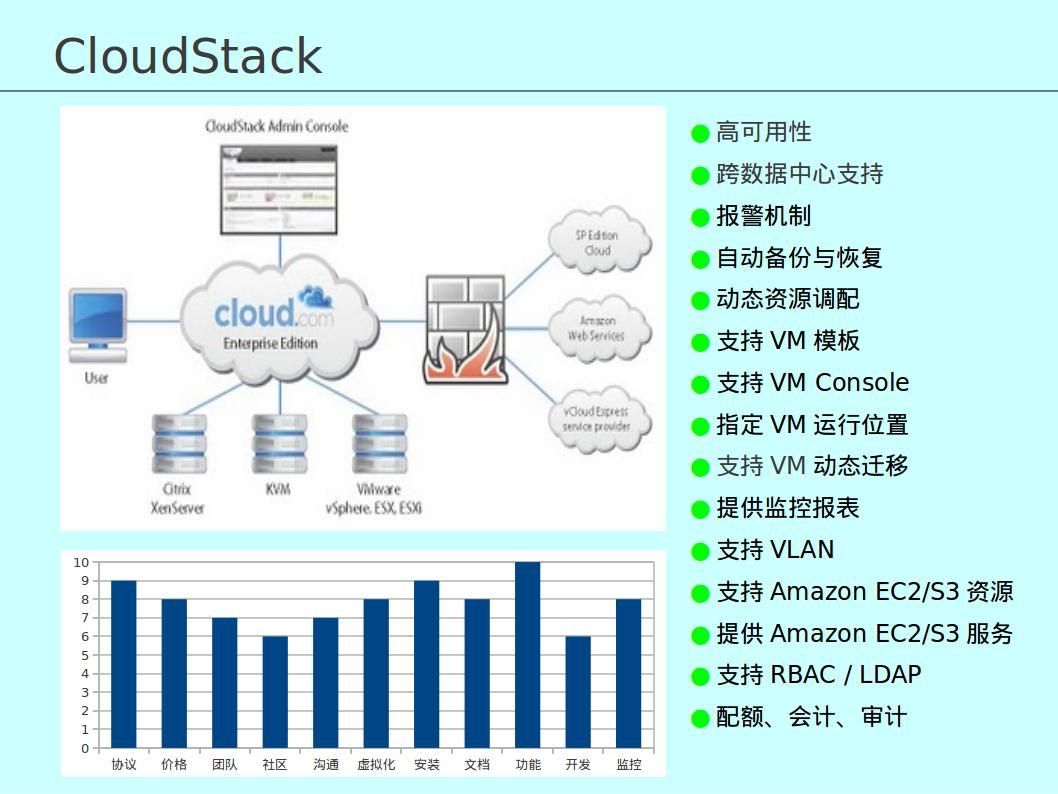 CloudStack
CloudStack Admin Console
cloud.com
Enterprise Edition
User
SP Edition
Cloud
Amazon
Web Services
vCloud Express
service provider
Citrix
XenServer
KVM
VMware
vSphere. ESX, ESXi
10
9
8
7
6
5
4
3
2
1
0
协议 价格 团队 社区 沟通 虚拟化 安装 文档 功能 开发 监控
高可用性
跨数据中心支持
报警机制
自动备份与恢复
动态资源调配
支持 VM 模板
支持 VM Console
指定 VM 运行位置
支持 VM 动态迁移
提供监控报表
支持 VLAN
支持 Amazon EC2/S3 资源
提供 Amazon EC2/S3 服务
支持 RBAC / LDAP
配额、会计、审计